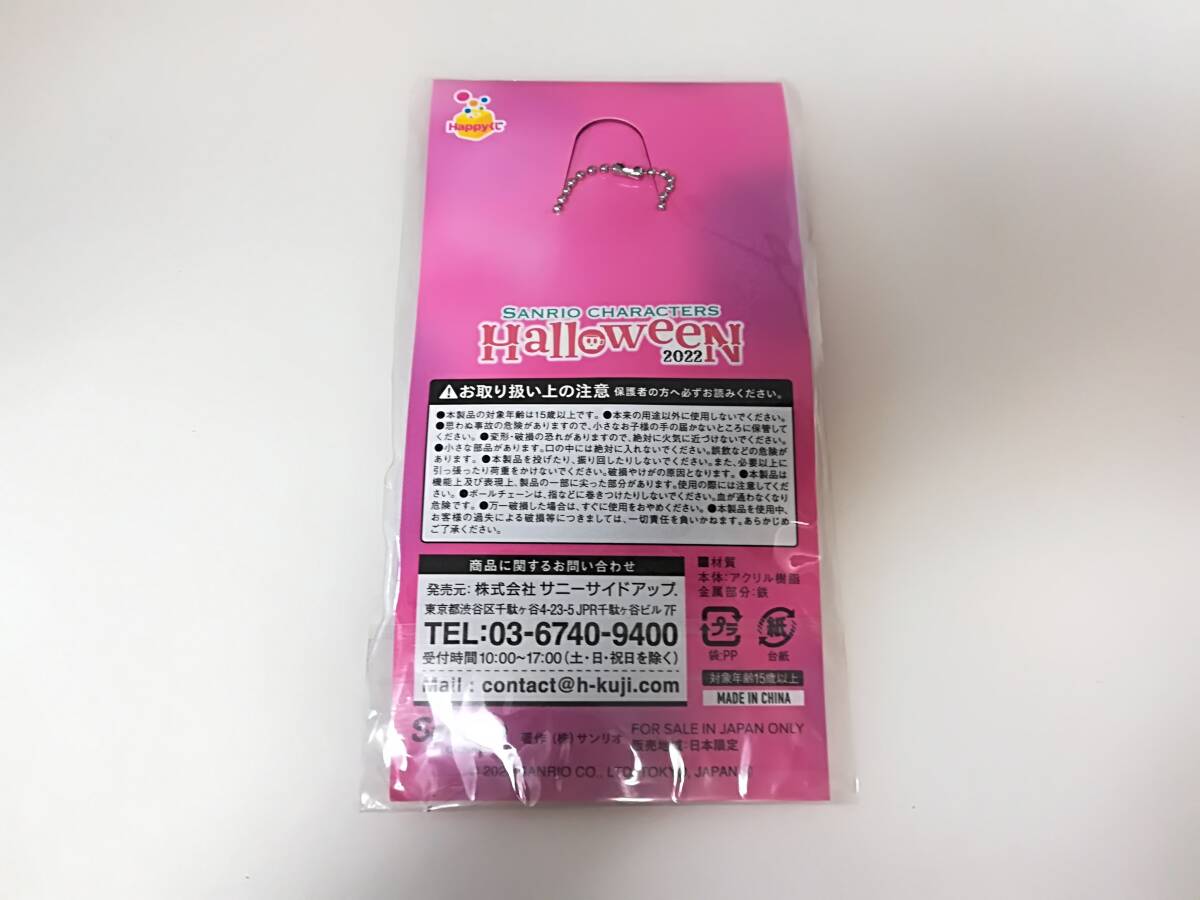 Happyくじ
SANRIO CHARACTERS
Halloween
2022
お取り扱い上の注意 保護者の方へ必ずお読みください。
●本製品の対象年齢は15歳以上です。●本来の用途以外に使用しないでください。
●思わぬ事故の危険がありますので、小さなお子様の手の届かないところに保管して
ください。●変形・破損の恐れがありますので、絶対に火気に近づけないでください。
●小さな部品があります。口の中には絶対に入れないでください。誤飲などの危険が
あります。●本製品を投げたり、振り回したりしないでください。また、必要以上に
引っ張ったり荷重をかけないでください。破損やけがの原因となります。●本製品は
機能上及び表現上、製品の一部に尖った部分があります。使用の際には注意してくだ
さい。●ボールチェーンは、指などに巻きつけたりしないでください。血が通わなくなり
危険です。●万一破損した場合は、すぐに使用をおやめください。●本製品を使用中、
お客様の過失による破損等につきましては、一切責任を負いかねます。あらかじめ
ご了承ください。
商品に関するお問い合わせ
発売元:株式会社 サニーサイドアップ.
東京都渋谷区千駄ヶ谷4-23-5 JPR千駄ヶ谷ビル 7F
TEL:03-6740-9400
受付時間10:00~17:00(土・日・祝日を除く)
Mail : contact@h-kuji.com
■材質
本体:アクリル樹脂
金属部分:鉄
プラ
袋:PP
紙
台紙
対象年齢15歳以上
MADE IN CHINA
著作 (株) サンリオ
FOR SALE IN JAPAN ONLY
販売地域:日本限定
SANRIO CO., LTD. TOKYO, JAPAN